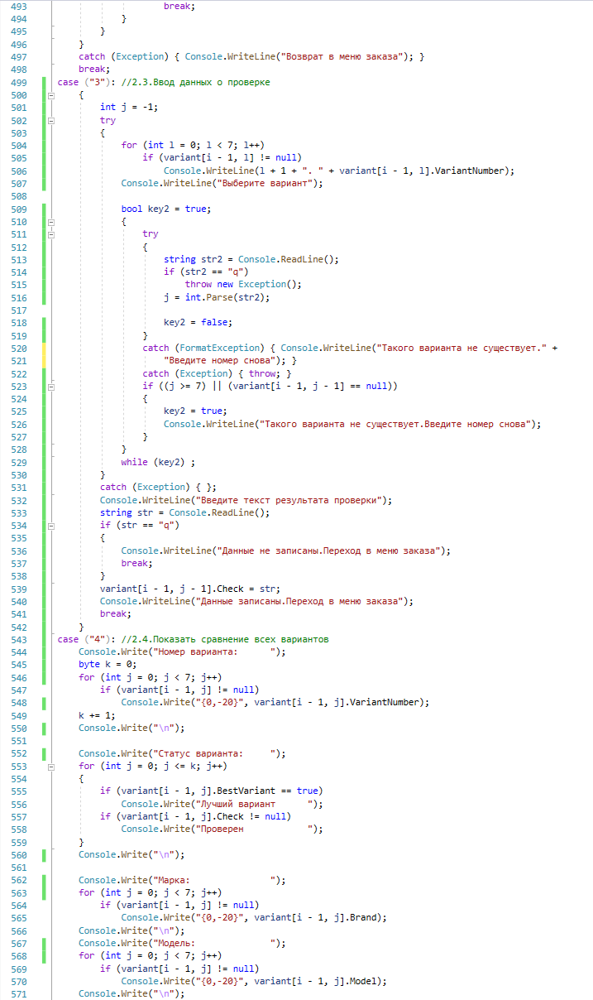 493 break;
494 }
495 }
496 }
497 catch (Exception) { Console.WriteLine("Возврат в меню заказа"); }
498 break;
499 case ("3"): //2.3.Ввод данных о проверке
500 {
501 int j = -1;
502 try
503 {
504 for (int l = 0; l < 7; l++)
505 if (variant[i - 1, l] != null)
506 Console.WriteLine(l + 1 + ". " + variant[i - 1, l].VariantNumber);
507 Console.WriteLine("Выберите вариант");
508
509 bool key2 = true;
510 {
511 try
512 {
513 string str2 = Console.ReadLine();
514 if (str2 == "q")
515 throw new Exception();
516 j = int.Parse(str2);
517
518 key2 = false;
519 }
520 catch (FormatException) { Console.WriteLine("Такого варианта не существует." +
521 "Введите номер снова"); }
522 catch (Exception) { throw; }
523 if ((j >= 7) || (variant[i - 1, j - 1] == null))
524 {
525 key2 = true;
526 Console.WriteLine("Такого варианта не существует.Введите номер снова");
527 }
528 }
529 while (key2) ;
530 }
531 catch (Exception) { };
532 Console.WriteLine("Введите текст результата проверки");
533 string str = Console.ReadLine();
534 if (str == "q")
535 {
536 Console.WriteLine("Данные не записаны.Переход в меню заказа");
537 break;
538 }
539 variant[i - 1, j - 1].Check = str;
540 Console.WriteLine("Данные записаны.Переход в меню заказа");
541 break;
542 }
543 case ("4"): //2.4.Показать сравнение всех вариантов
544 Console.Write("Номер варианта:      ");
545 byte k = 0;
546 for (int j = 0; j < 7; j++)
547 if (variant[i - 1, j] != null)
548 Console.Write("{0,-20}", variant[i - 1, j].VariantNumber);
549 k += 1;
550 Console.Write("\n");
551
552 Console.Write("Статус варианта:     ");
553 for (int j = 0; j <= k; j++)
554 {
555 if (variant[i - 1, j].BestVariant == true)
556 Console.Write("Лучший вариант      ");
557 if (variant[i - 1, j].Check != null)
558 Console.Write("Проверен            ");
559 }
560 Console.Write("\n");
561
562 Console.Write("Марка:               ");
563 for (int j = 0; j < 7; j++)
564 if (variant[i - 1, j] != null)
565 Console.Write("{0,-20}", variant[i - 1, j].Brand);
566 Console.Write("\n");
567 Console.Write("Модель:              ");
568 for (int j = 0; j < 7; j++)
569 if (variant[i - 1, j] != null)
570 Console.Write("{0,-20}", variant[i - 1, j].Model);
571 Console.Write("\n");